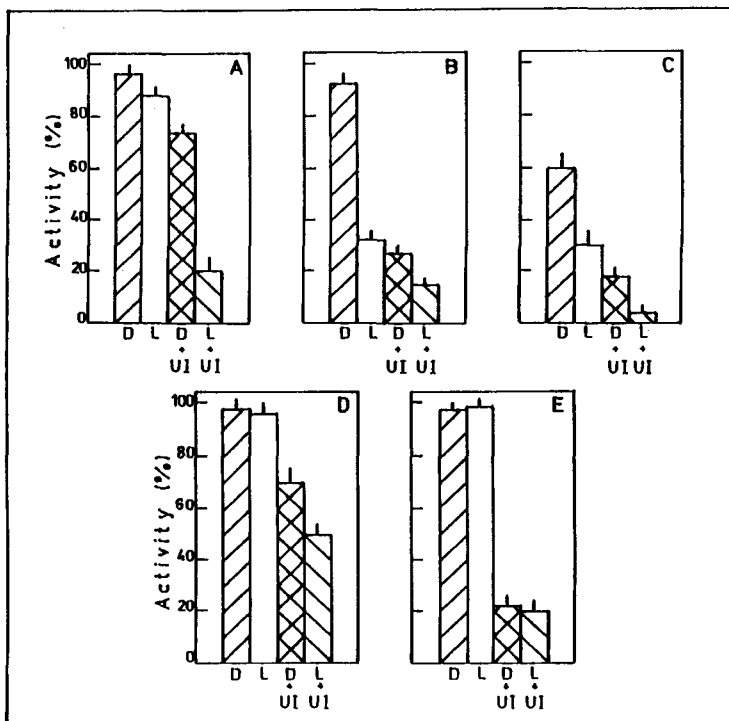 A
B
C
Activity (%)
100
80
60
40
20
0
D L D L
+ +
UI UI
D L D L
+ +
UI UI
D L D L
+ +
UI UI
D
E
Activity (%)
100
80
60
40
20
0
D L D L
+ +
UI UI
D L D L
+ +
UI UI